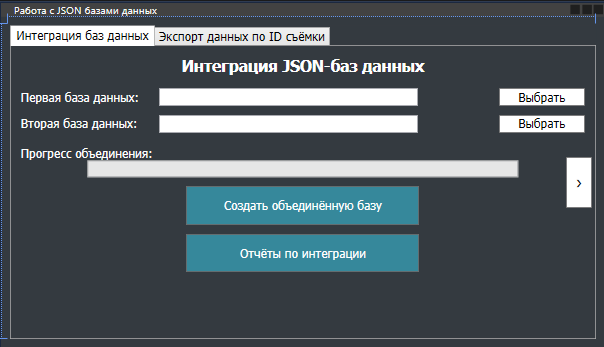 Работа с JSON базами данных
Интеграция баз данных
Экспорт данных по ID съёмки
Интеграция JSON-баз данных
Первая база данных:
Выбрать
Вторая база данных:
Выбрать
Прогресс объединения:
›
Создать объединённую базу
Отчёты по интеграции